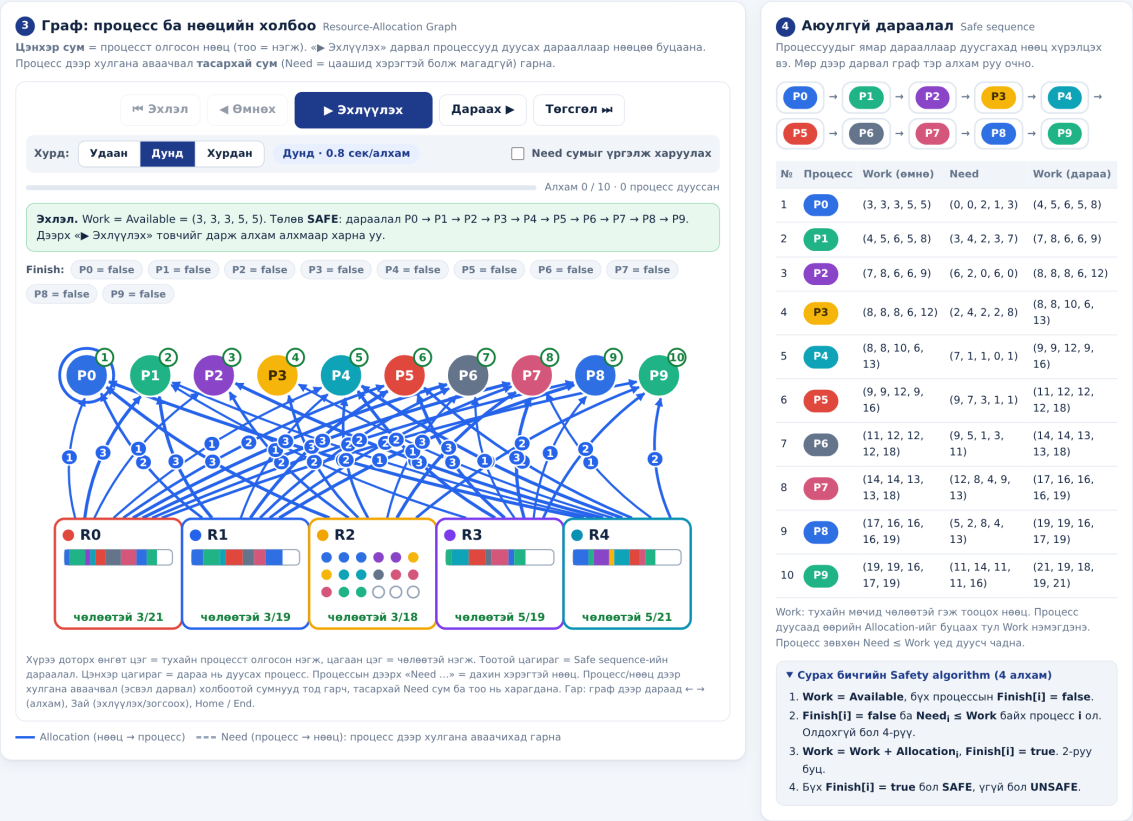 3 Граф: процесс ба нөөцийн холбоо Resource-Allocation Graph
Цэнхэр сум = процесст олгосон нөөц (тоо = нэгж). «▶ Эхлүүлэх» дарвал процессууд дуусах дарааллаар нөөцөө буцаана.
Процесс дээр хулгана аваачвал тасархай сум (Need = цаашид хэрэгтэй болж магадгүй) гарна.
⏮ Эхлэл ◀ Өмнөх ▶ Эхлүүлэх Дараах ▶ Төгсгөл ⏭
Хурд: Удаан Дунд Хурдан Дунд · 0.8 сек/алхам Need сумыг үргэлж харуулах
Алхам 0 / 10 · 0 процесс дууссан
Эхлэл. Work = Available = (3, 3, 3, 5, 5). Төлөв SAFE: дараалал P0 → P1 → P2 → P3 → P4 → P5 → P6 → P7 → P8 → P9.
Дээрх «▶ Эхлүүлэх» товчийг дарж алхам алхмаар харна уу.
Finish: P0 = false P1 = false P2 = false P3 = false P4 = false P5 = false P6 = false P7 = false
P8 = false P9 = false
1 2 3 4 5 6 7 8 9 10
P0 P1 P2 P3 P4 P5 P6 P7 P8 P9
R0 R1 R2 R3 R4
чөлөөтэй 3/21 чөлөөтэй 3/19 чөлөөтэй 3/18 чөлөөтэй 5/19 чөлөөтэй 5/21
Хүрээ доторх өнгөт цэг = тухайн процесст олгосон нэгж, цагаан цэг = чөлөөтэй нэгж. Тоотой цагираг = Safe sequence-ийн
дараалал. Цэнхэр цагираг = дараа нь дуусах процесс. Процессын дээрх «Need …» = дахин хэрэгтэй нөөц. Процесс/нөөц дээр
хулгана аваачвал (эсвэл дарвал) холбоотой сумнууд тод гарч, тасархай Need сум ба тоо нь харагдана. Гар: граф дээр дараад ← →
(алхам), Зай (эхлүүлэх/зогсоох), Home / End.
Allocation (нөөц → процесс) Need (процесс → нөөц): процесс дээр хулгана аваачихад гарна
4 Аюулгүй дараалал Safe sequence
Процессуудыг ямар дарааллаар дуусгахад нөөц хүрэлцэх
вэ. Мөр дээр дарвал граф тэр алхам руу очно.
P0 → P1 → P2 → P3 → P4 →
P5 → P6 → P7 → P8 → P9
№ Процесс Work (өмнө) Need Work (дараа)
1 P0 (3, 3, 3, 5, 5) (0, 0, 2, 1, 3) (4, 5, 6, 5, 8)
2 P1 (4, 5, 6, 5, 8) (3, 4, 2, 3, 7) (7, 8, 6, 6, 9)
3 P2 (7, 8, 6, 6, 9) (6, 2, 0, 6, 0) (8, 8, 8, 6, 12)
4 P3 (8, 8, 8, 6, 12) (2, 4, 2, 2, 8) (8, 8, 10, 6,
13)
5 P4 (8, 8, 10, 6, (7, 1, 1, 0, 1) (9, 9, 12, 9,
13) 16)
6 P5 (9, 9, 12, 9, (9, 7, 3, 1, 1) (11, 12, 12,
16) 12, 18)
7 P6 (11, 12, 12, (9, 5, 1, 3, (14, 14, 13,
12, 18) 11) 13, 18)
8 P7 (14, 14, 13, (12, 8, 4, 9, (17, 16, 16,
13, 18) 13) 16, 19)
9 P8 (17, 16, 16, (5, 2, 8, 4, (19, 19, 16,
16, 19) 13) 17, 19)
10 P9 (19, 19, 16, (11, 14, 11, (21, 19, 18,
17, 19) 11, 16) 19, 21)
Work: тухайн мөчид чөлөөтэй гэж тооцох нөөц. Процесс
дуусаад өөрийн Allocation-ийг буцаах тул Work нэмэгдэнэ.
Процесс зөвхөн Need ≤ Work үед дуусч чадна.
▼ Сурах бичгийн Safety algorithm (4 алхам)
1. Work = Available, бүх процессын Finish[i] = false.
2. Finish[i] = false ба Needᵢ ≤ Work байх процесс i ол.
Олдохгүй бол 4-рүү.
3. Work = Work + Allocationᵢ, Finish[i] = true. 2-руу
буц.
4. Бүх Finish[i] = true бол SAFE, үгүй бол UNSAFE.